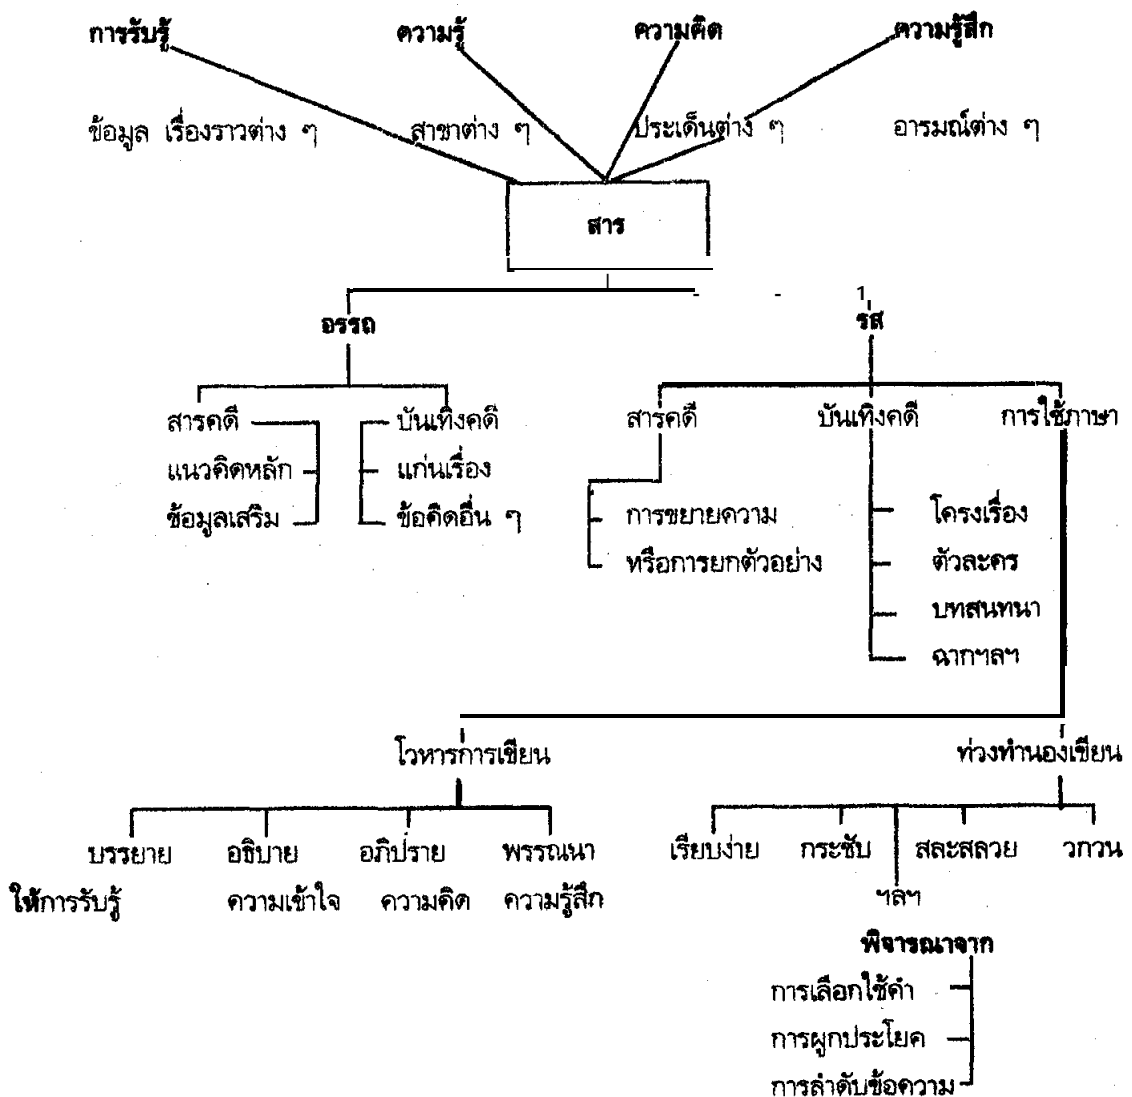 การรับรู้ ความรู้ ความคิด ความรู้สึก
ข้อมูล เรื่องราวต่าง ๆ สาขาต่าง ๆ ประเด็นต่าง ๆ อารมณ์ต่าง ๆ
สาร
อรรถ รส
สารคดี บันเทิงคดี สารคดี บันเทิงคดี การใช้ภาษา
แนวคิดหลัก แก่นเรื่อง
ข้อมูลเสริม ข้อคิดอื่น ๆ การขยายความ โครงเรื่อง
หรือการยกตัวอย่าง ตัวละคร
บทสนทนา
ฉากฯลฯ
โวหารการเขียน ท่วงทำนองเขียน
บรรยาย อธิบาย อภิปราย พรรณนา เรียบง่าย กระชับ สละสลวย วกวน
ให้การรับรู้ ความเข้าใจ ความคิด ความรู้สึก ฯลฯ
พิจารณาจาก
การเลือกใช้คำ
การผูกประโยค
การลำดับข้อความ